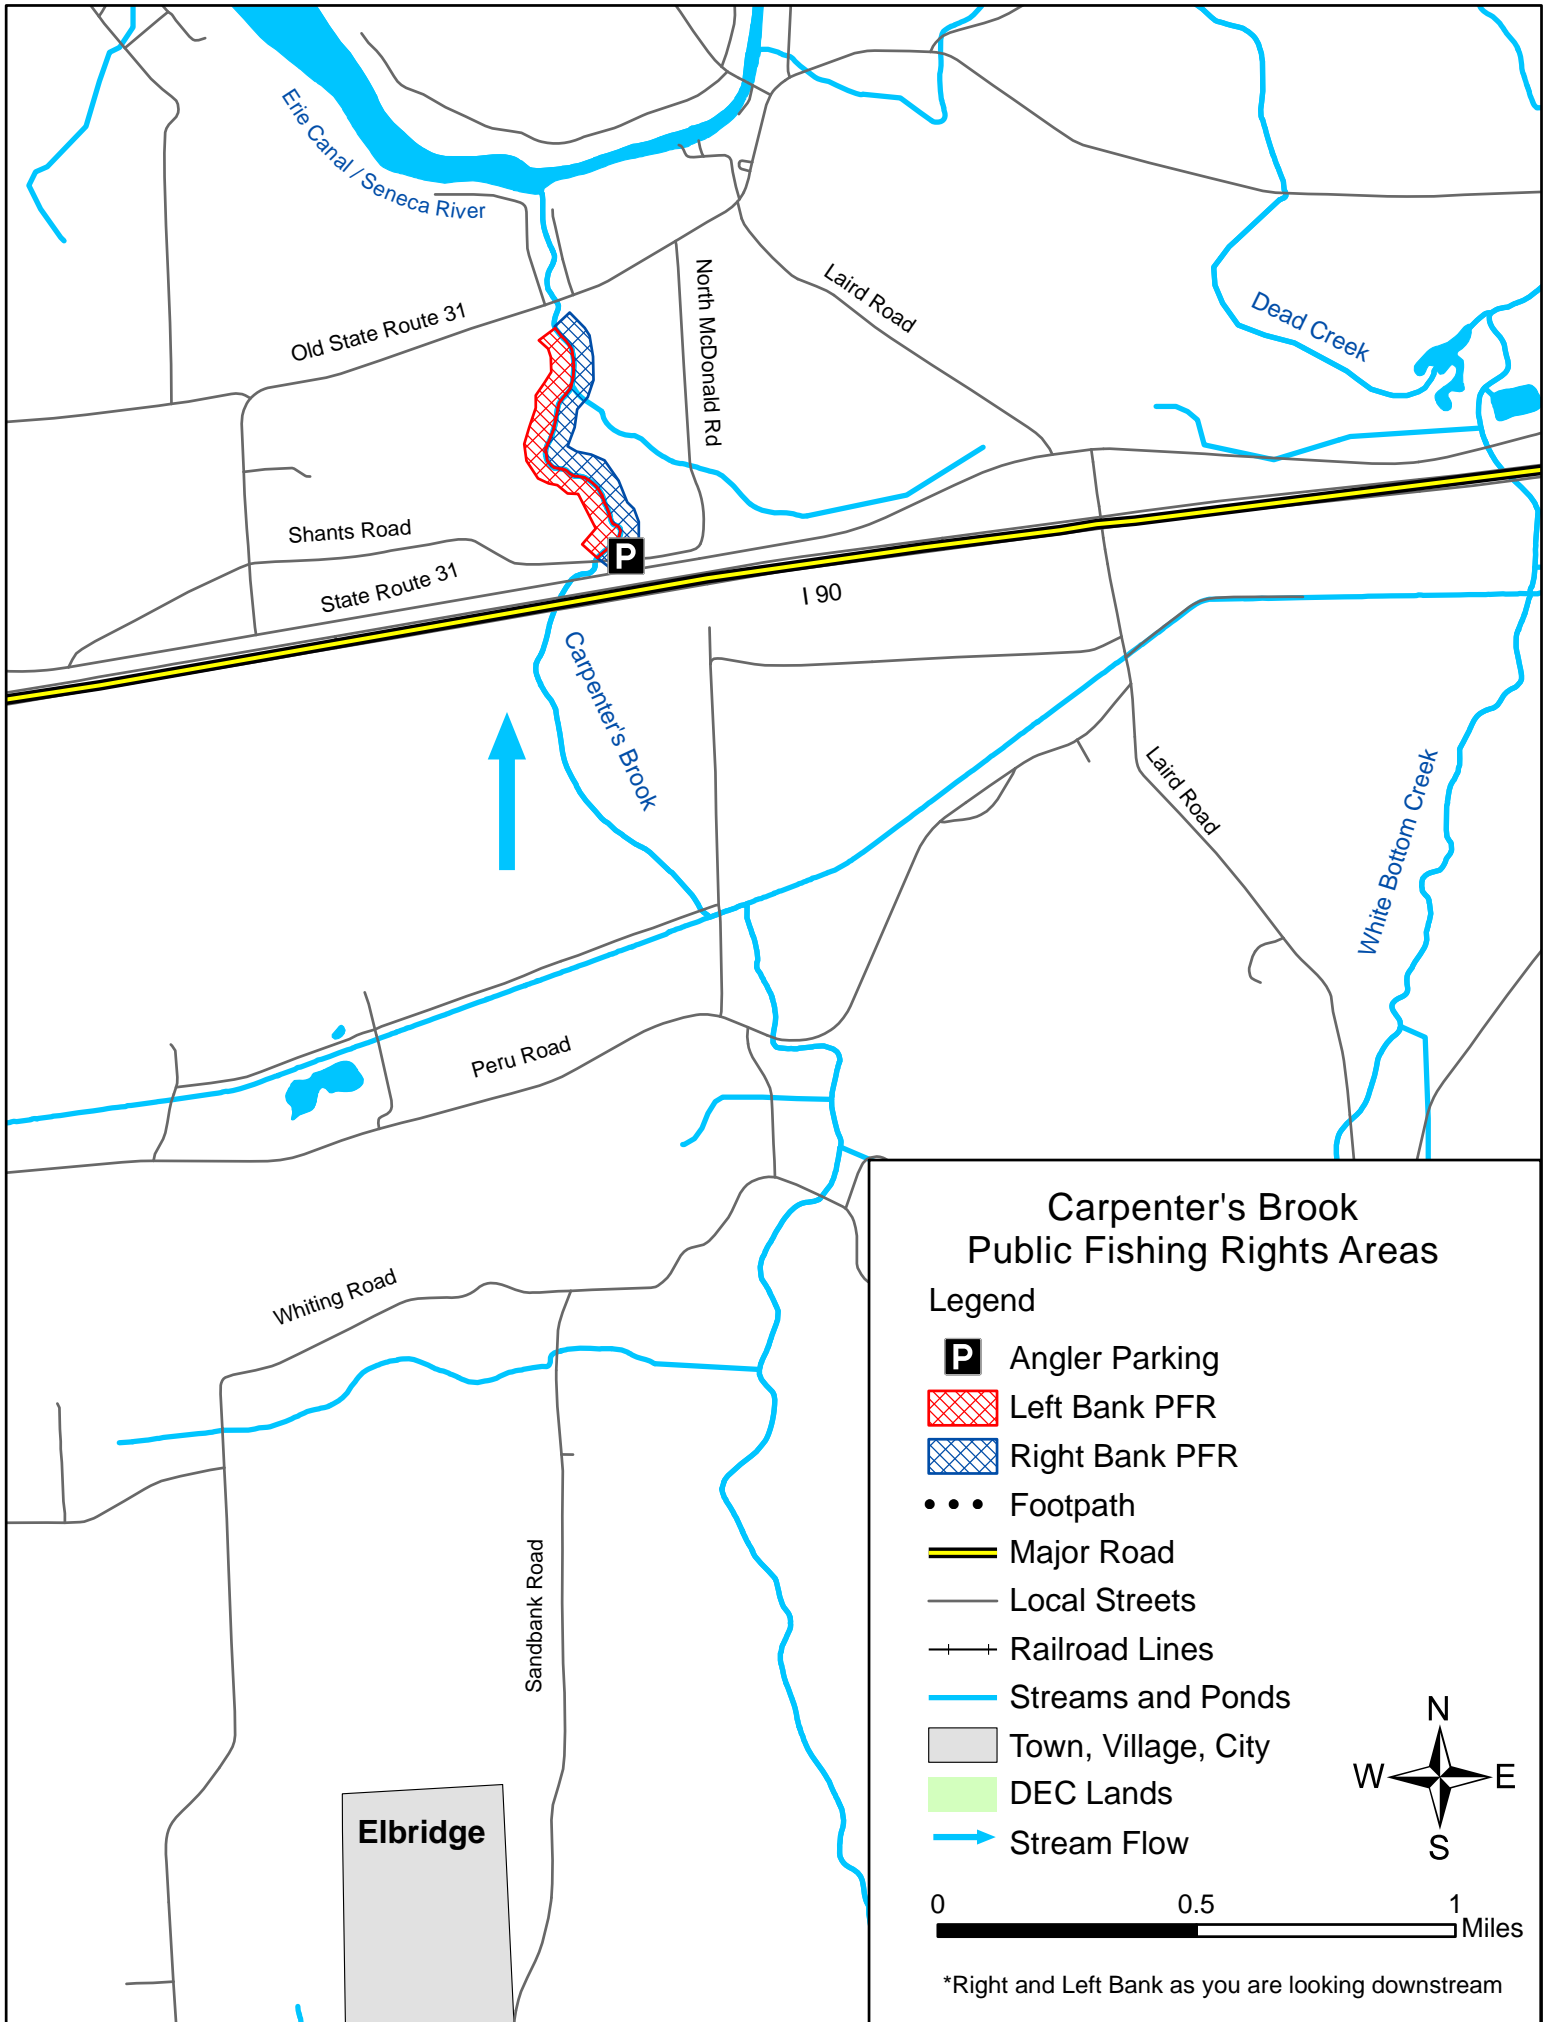 Erie Canal / Seneca River
Old State Route 31
North McDonald Rd
Laird Road
Dead Creek
Shants Road
State Route 31
P
I 90
Carpenter's Brook
Laird Road
White Bottom Creek
Peru Road
Whiting Road
Sandbank Road
Elbridge
Carpenter's Brook
Public Fishing Rights Areas
Legend
P Angler Parking
Left Bank PFR
Right Bank PFR
Footpath
Major Road
Local Streets
Railroad Lines
Streams and Ponds
Town, Village, City
DEC Lands
Stream Flow
N
W E
S
0 0.5 1
Miles
*Right and Left Bank as you are looking downstream